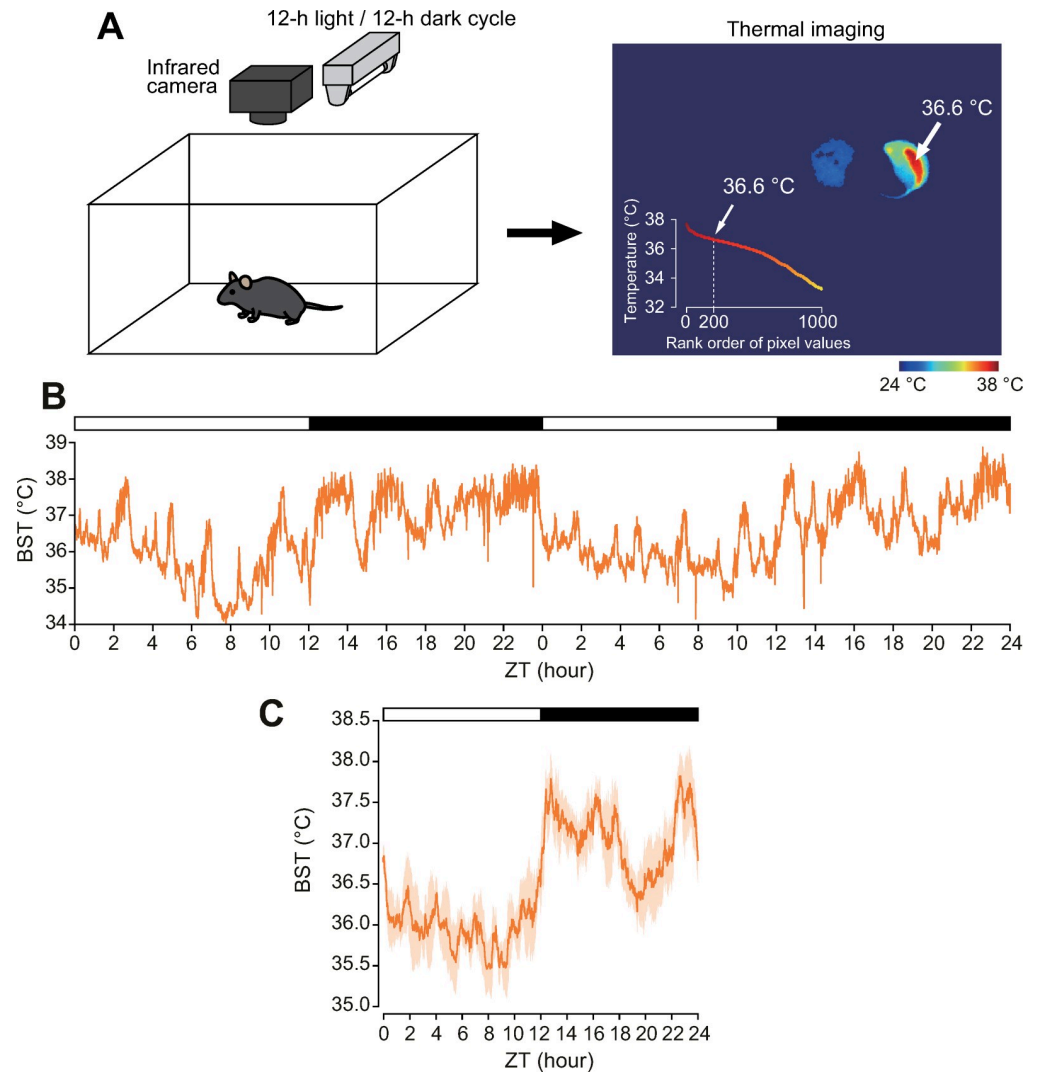 A
12-h light / 12-h dark cycle
Infrared
camera
Thermal imaging
36.6 °C
36.6 °C
Temperature (°C)
38
36
34
32
0 200 1000
Rank order of pixel values
24 °C 38 °C
B
BST (°C)
39
38
37
36
35
34
0 2 4 6 8 10 12 14 16 18 20 22 0 2 4 6 8 10 12 14 16 18 20 22 24
ZT (hour)
C
BST (°C)
38.5
38.0
37.5
37.0
36.5
36.0
35.5
35.0
0 2 4 6 8 10 12 14 16 18 20 22 24
ZT (hour)